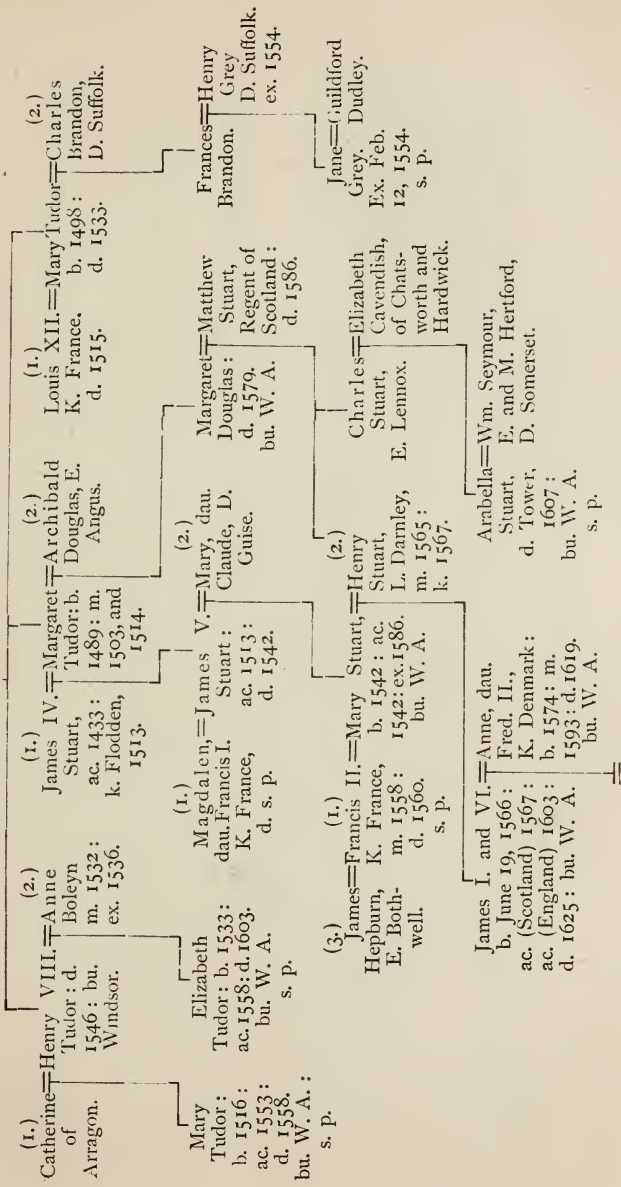 (1.)
Catherine=Henry VIII.=Anne
of
Arragon.
Tudor: d.
1546: bu.
Windsor.
(2.)
Boleyn
m. 1532:
ex. 1536.
(1.)
James IV.=Margaret=Archibald
Stuart,
ac. 1433:
k. Flodden,
1513.
Tudor: b.
1489: m.
1503, and
1514.
(2.)
Douglas, E.
Angus.
(1.)
Louis XII.=Mary Tudor=Charles
K. France.
d. 1515.
b. 1498:
d. 1533.
(2.)
Brandon,
D. Suffolk.
Mary
Tudor:
b. 1516:
ac. 1553:
d. 1558.
bu. W. A.:
s. p.
Elizabeth
Tudor: b. 1533:
ac. 1558: d. 1603.
bu. W. A.
s. p.
(1.)
Magdalen,=James V.=Mary, dau.
dau. Francis I.
K. France,
d. s. p.
Stuart:
ac. 1513:
d. 1542.
(2.)
Claude, D.
Guise.
Margaret=Matthew
Douglas:
d. 1579.
bu. W. A.
Stuart,
Regent of
Scotland:
d. 1586.
Frances=Henry
Brandon.
Grey
D. Suffolk.
ex. 1554.
(3.)
James=Francis II.=Mary Stuart,=Henry
Hepburn,
E. Both-
well.
(1.)
K. France,
m. 1558:
d. 1560.
s. p.
b. 1542: ac.
1542: ex. 1586.
bu. W. A.
(2.)
Stuart,
L. Darnley,
m. 1565:
k. 1567.
Charles=Elizabeth
Stuart,
E. Lennox.
Cavendish,
of Chats-
worth and
Hardwick.
Jane=Guildford
Grey.
Ex. Feb.
12, 1554.
s. p.
Dudley.
James I. and VI.=Anne, dau.
b. June 19, 1566:
ac. (Scotland) 1567:
ac. (England) 1603:
d. 1625: bu. W. A.
Fred. II.,
K. Denmark:
b. 1574: m.
1593: d. 1619.
bu. W. A.
Arabella=Wm. Seymour,
Stuart,
d. Tower,
1607:
bu. W. A.
s. p.
E. and M. Hertford,
D. Somerset.